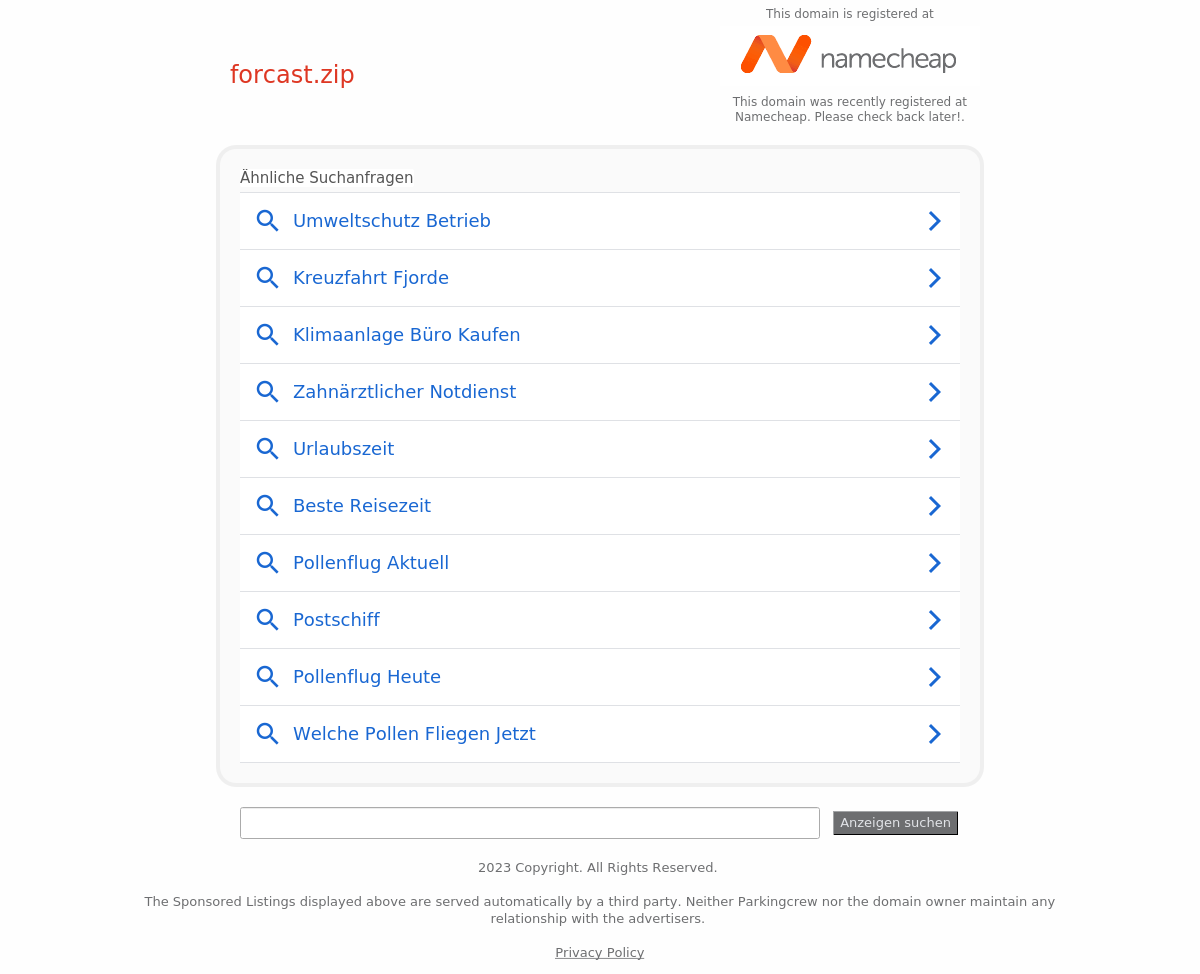 This domain is registered at
namecheap
forcast.zip
This domain was recently registered at
Namecheap. Please check back later!.
Ähnliche Suchanfragen
Umweltschutz Betrieb
Kreuzfahrt Fjorde
Klimaanlage Büro Kaufen
Zahnärztlicher Notdienst
Urlaubszeit
Beste Reisezeit
Pollenflug Aktuell
Postschiff
Pollenflug Heute
Welche Pollen Fliegen Jetzt
Anzeigen suchen
2023 Copyright. All Rights Reserved.
The Sponsored Listings displayed above are served automatically by a third party. Neither Parkingcrew nor the domain owner maintain any
relationship with the advertisers.
Privacy Policy